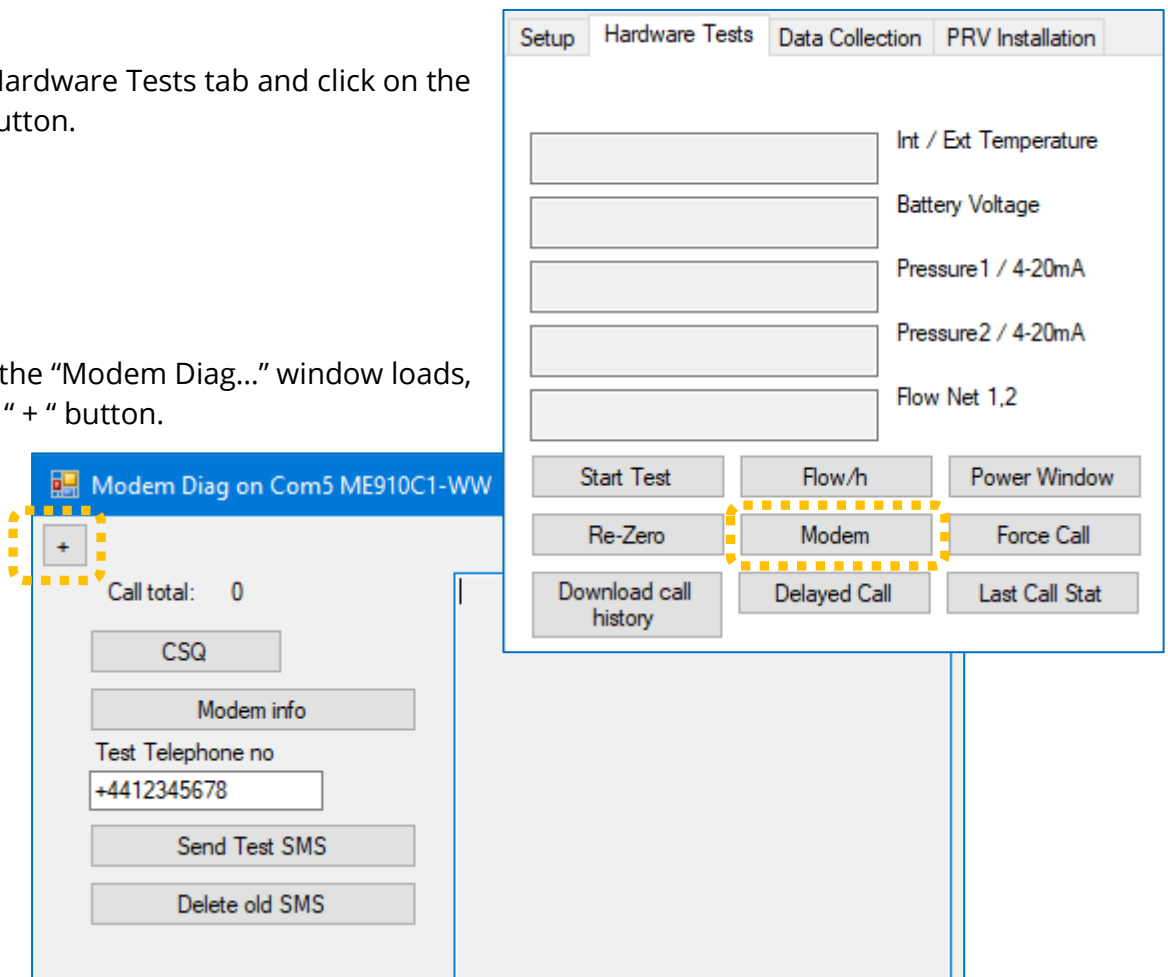 Hardware Tests tab and click on the
utton.
the “Modem Diag…” window loads,
“ + “ button.
Setup Hardware Tests Data Collection PRV Installation
Int / Ext Temperature
Battery Voltage
Pressure1 / 4-20mA
Pressure2 / 4-20mA
Flow Net 1,2
Start Test Flow/h Power Window
Re-Zero Modem Force Call
Download call
history
Delayed Call Last Call Stat
Modem Diag on Com5 ME910C1-WW
+
Call total: 0
CSQ
Modem info
Test Telephone no
+4412345678
Send Test SMS
Delete old SMS